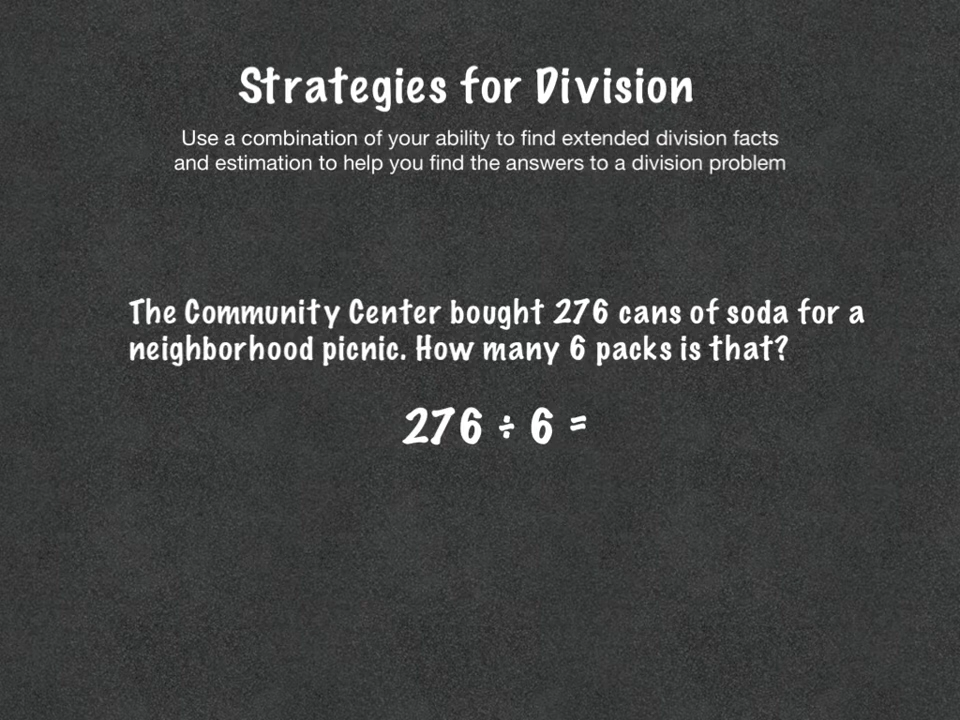 Strategies for Division
Use a combination of your ability to find extended division facts
and estimation to help you find the answers to a division problem
The Community Center bought 276 cans of soda for a
neighborhood picnic. How many 6 packs is that?
276 ÷ 6 =